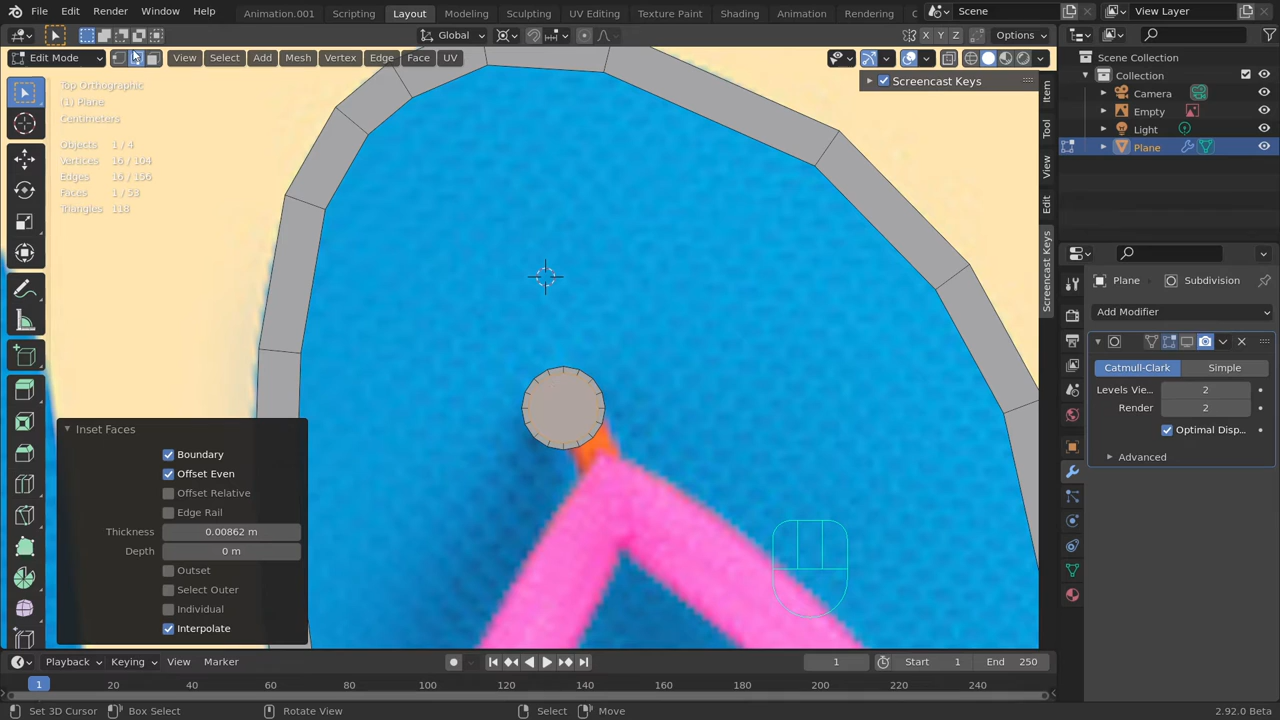 File Edit Render Window Help Animation.001 Scripting Layout Modeling Sculpting UV Editing Texture Paint Shading Animation Rendering Scene View Layer
Global Options
Edit Mode View Select Add Mesh Vertex Edge Face UV X Y Z
Top Orthographic
(1) Plane
Centimeters
Objects 1 / 4
Vertices 16 / 104
Edges 16 / 156
Faces 1 / 53
Triangles 118
Screencast Keys
Item
Tool
View
Edit
Screencast Keys
Scene Collection
Collection
Camera
Empty
Light
Plane
Plane Subdivision
Add Modifier
Catmull-Clark Simple
Levels Vie... 2
Render 2
Optimal Disp...
Advanced
Inset Faces
Boundary
Offset Even
Offset Relative
Edge Rail
Thickness 0.00862 m
Depth 0 m
Outset
Select Outer
Individual
Interpolate
Playback Keying View Marker 1 Start 1 End 250
1 20 40 60 80 100 120 140 160 180 200 220 240
Set 3D Cursor Box Select Rotate View Select Move 2.92.0 Beta